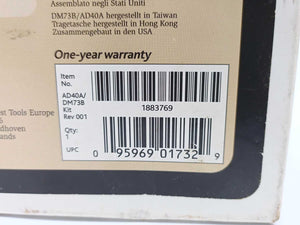 Assemblato negli Stati Uniti
DM73B/AD40A hergestellt in Taiwan
Tragetasche hergestellt in Hong Kong
Zusammengebaut in den USA
One-year warranty
Item
No.
AD40A/
DM73B
Kit
Rev 001
1883769
Qty:
1
UPC
0 95969 01732 9
est Tools Europe
6
dhoven
ands